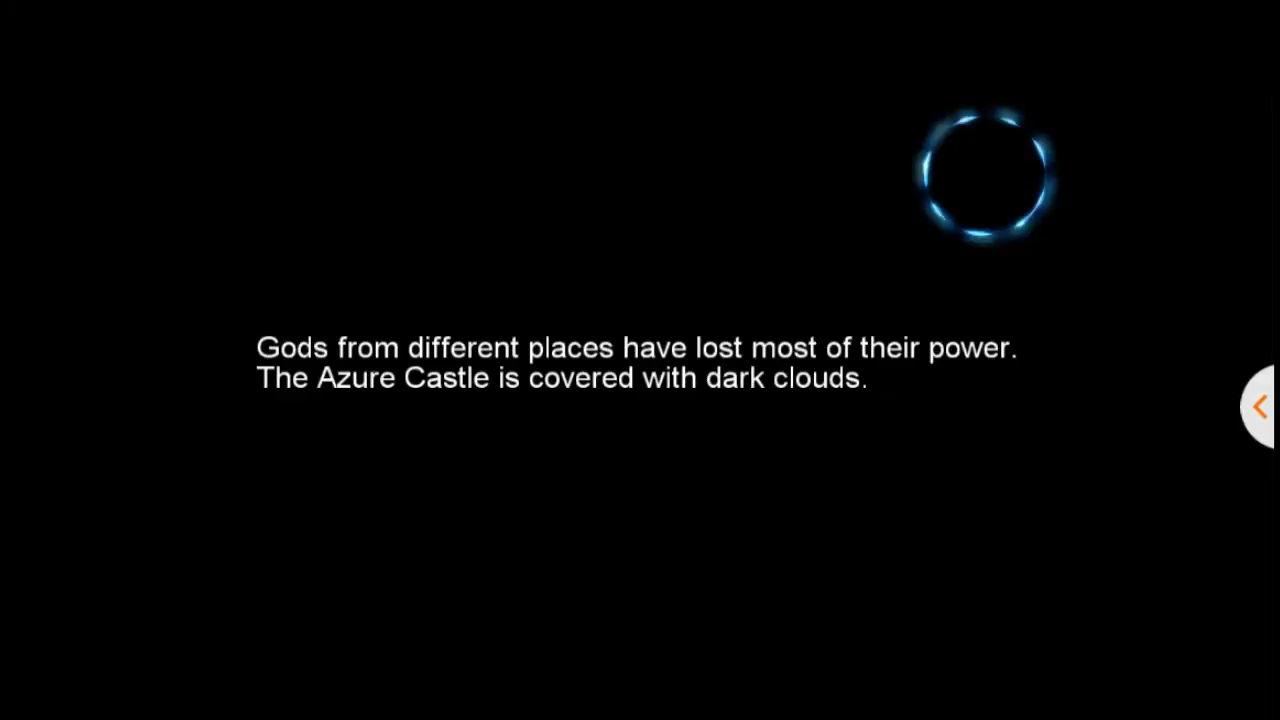 Gods from different places have lost most of their power.
The Azure Castle is covered with dark clouds.